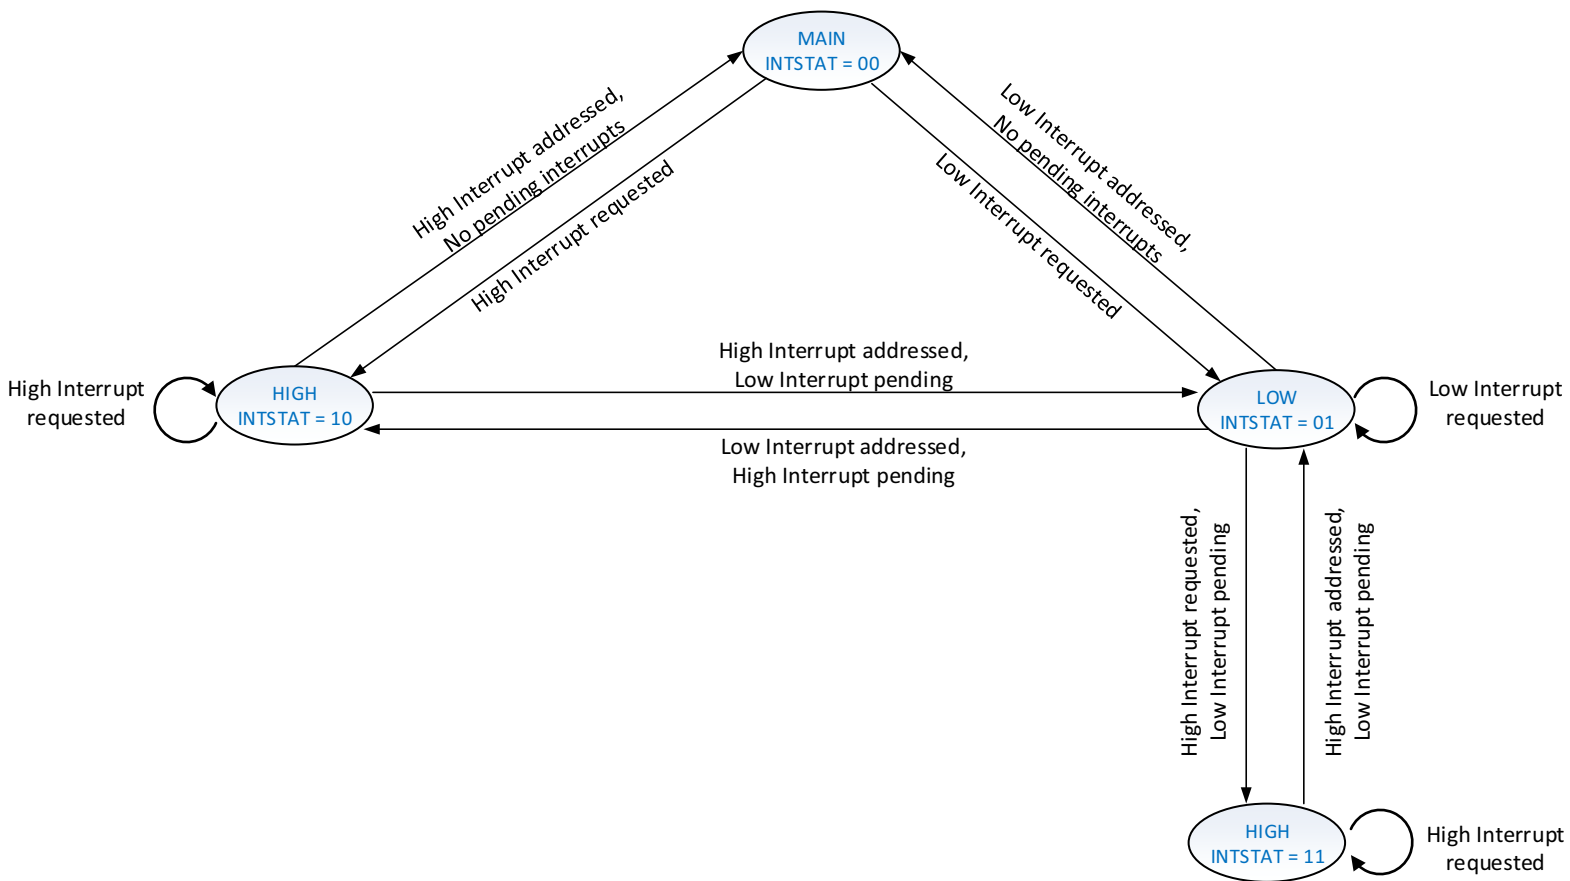 MAIN
INTSTAT = 00
High Interrupt addressed,
No pending interrupts
High Interrupt requested
Low Interrupt addressed,
No pending interrupts
Low Interrupt requested
High Interrupt
requested
HIGH
INTSTAT = 10
High Interrupt addressed,
Low Interrupt pending
Low Interrupt addressed,
High Interrupt pending
LOW
INTSTAT = 01
Low Interrupt
requested
High Interrupt requested,
Low Interrupt pending
High Interrupt addressed,
Low Interrupt pending
HIGH
INTSTAT = 11
High Interrupt
requested